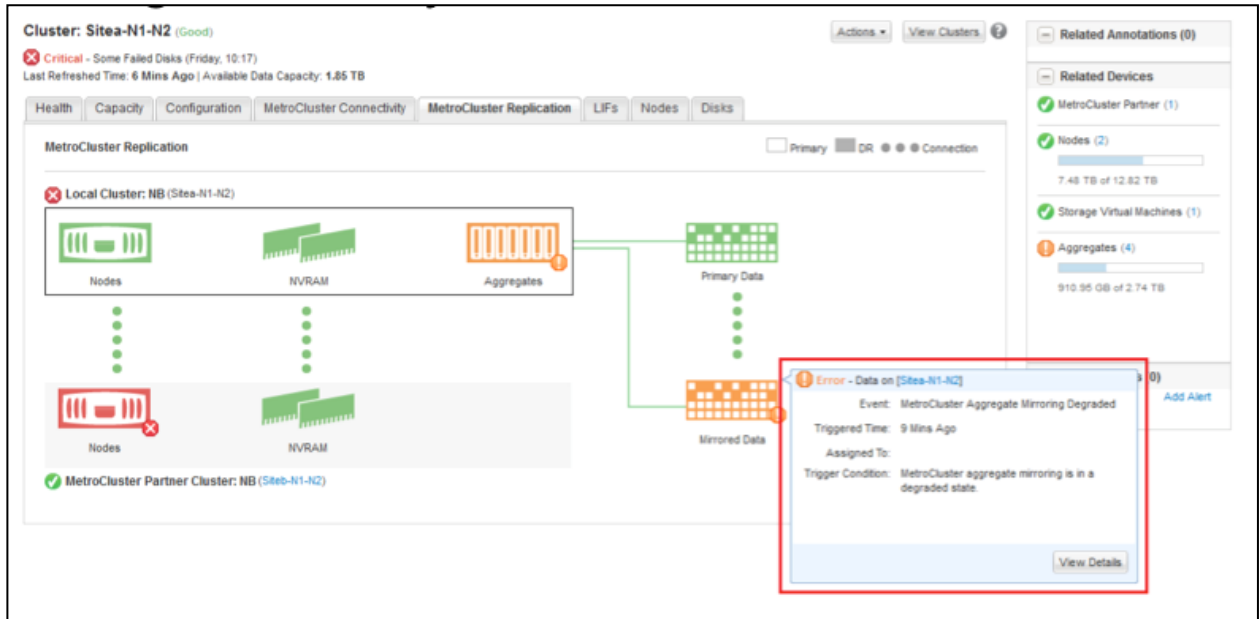 Cluster: Sitea-N1-N2 (Good)
Actions
View Clusters
Critical - Some Failed Disks (Friday, 10:17)
Last Refreshed Time: 6 Mins Ago | Available Data Capacity: 1.85 TB
Health
Capacity
Configuration
MetroCluster Connectivity
MetroCluster Replication
LIFs
Nodes
Disks
MetroCluster Replication
Primary
DR
Connection
Local Cluster: NB (Sitea-N1-N2)
Nodes
NVRAM
Aggregates
Primary Data
Nodes
NVRAM
Mirrored Data
MetroCluster Partner Cluster: NB (Siteb-N1-N2)
Error - Data on [Sitea-N1-N2]
Event: MetroCluster Aggregate Mirroring Degraded
Triggered Time: 9 Mins Ago
Assigned To:
Trigger Condition: MetroCluster aggregate mirroring is in a
degraded state.
View Details
Related Annotations (0)
Related Devices
MetroCluster Partner (1)
Nodes (2)
7.48 TB of 12.82 TB
Storage Virtual Machines (1)
Aggregates (4)
910.95 GB of 2.74 TB
s (0)
Add Alert